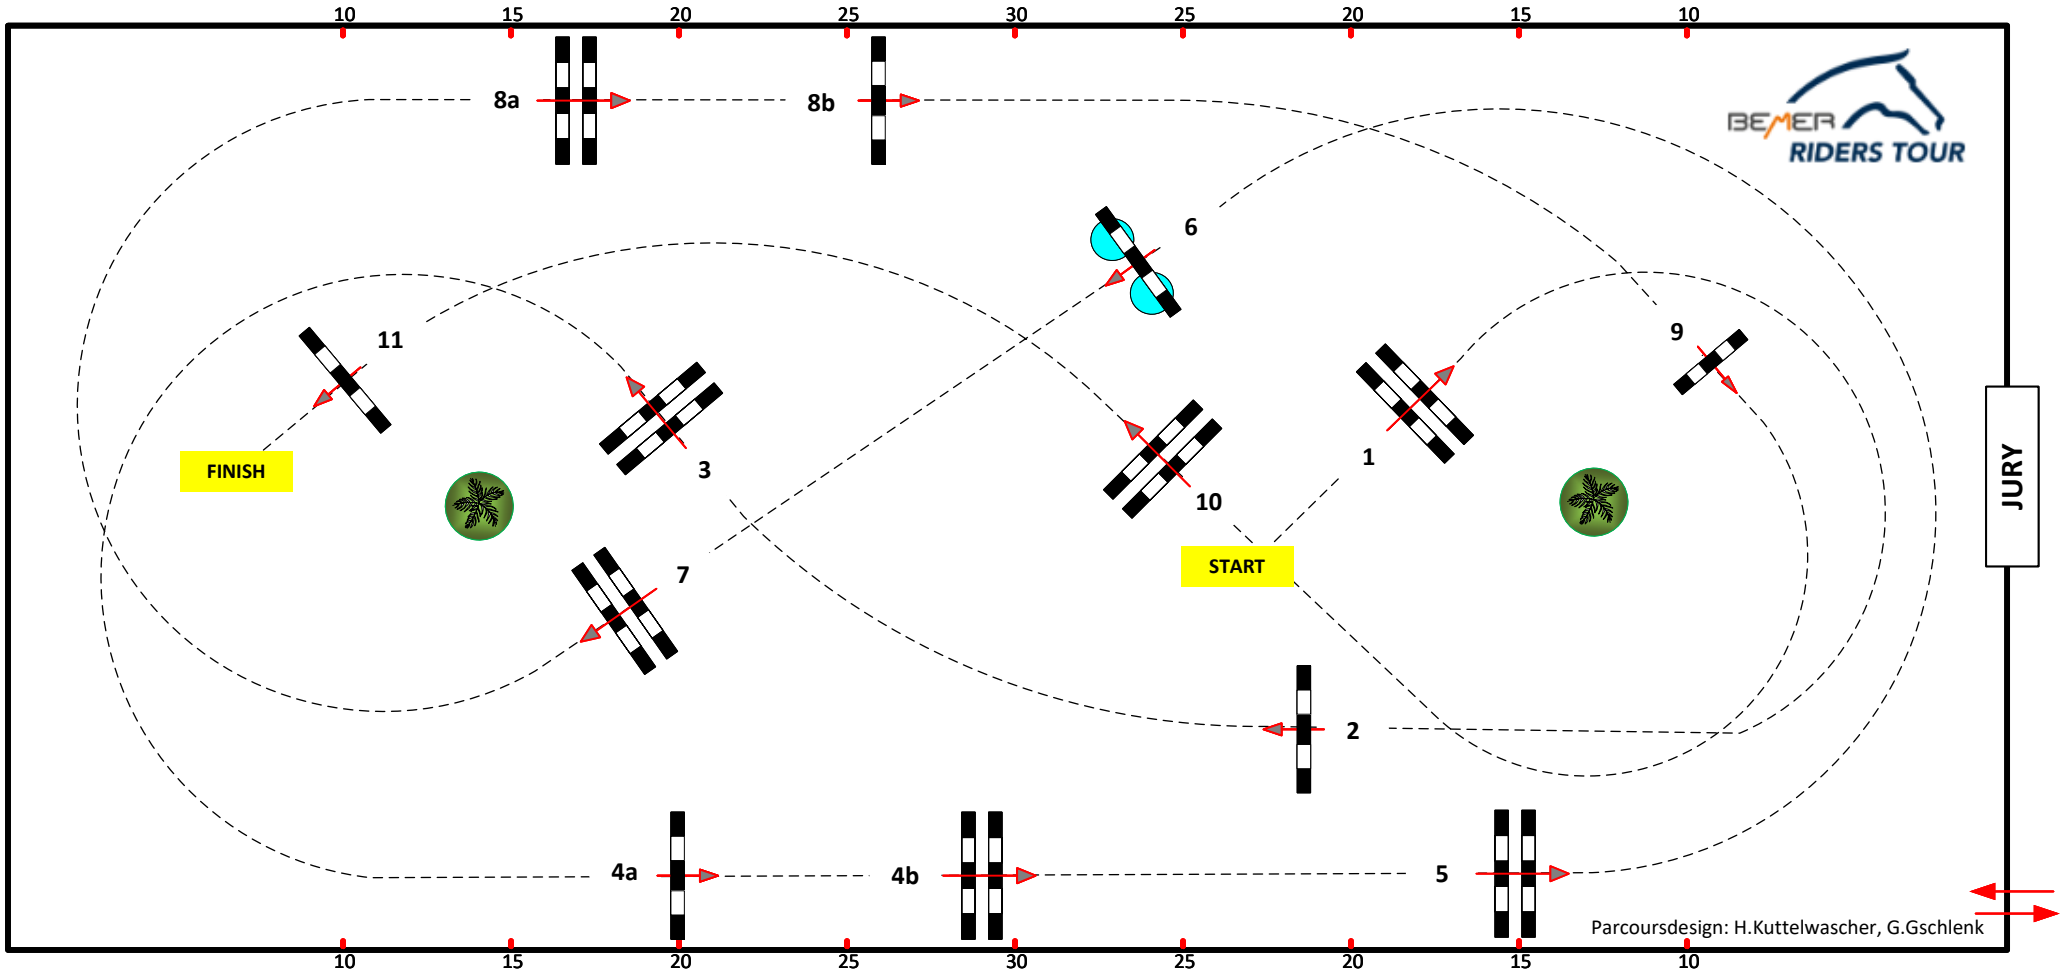 10 15 20 25 30 25 20 15 10
8a
8b
BEMER
RIDERS TOUR
6
11
9
3
1
FINISH
10
JURY
START
7
2
4a
4b
5
Parcoursdesign: H.Kuttelwascher, G.Gschlenk
10 15 20 25 30 25 20 15 10